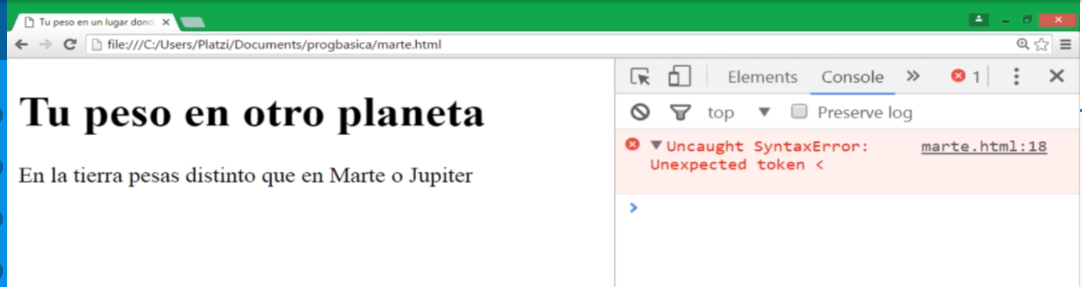 Tu peso en un lugar dond
file:///C:/Users/Platzi/Documents/progbasica/marte.html
Elements Console » 1
top Preserve log
Tu peso en otro planeta
En la tierra pesas distinto que en Marte o Jupiter
Uncaught SyntaxError: marte.html:18
Unexpected token <
>